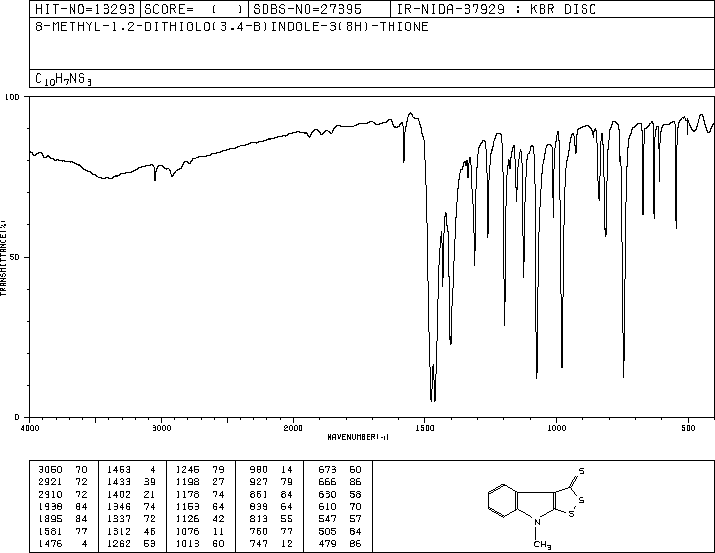 HIT-NO=13293 SCORE= ( ) SDBS-NO=27395 IR-NIDA-37929 : KBR DISC
8-METHYL-1.2-DITHIOLO(3.4-B)INDOLE-3(8H)-THIONE
C10H7NS3
100
50
0
TRANSMITTANCE(%)
4000 3000 2000 1500 1000 500
WAVENUMBER(-1)
3060 70 1463 4 1246 79 980 14 673 60
2921 72 1433 39 1198 27 927 79 666 86
2910 72 1402 21 1178 74 861 84 630 58
1938 84 1346 74 1153 64 839 64 610 70
1895 84 1337 72 1126 42 813 55 547 57
1581 77 1312 46 1076 11 760 77 505 84
1476 4 1262 53 1013 60 747 12 479 86
S
S
S
N
CH3